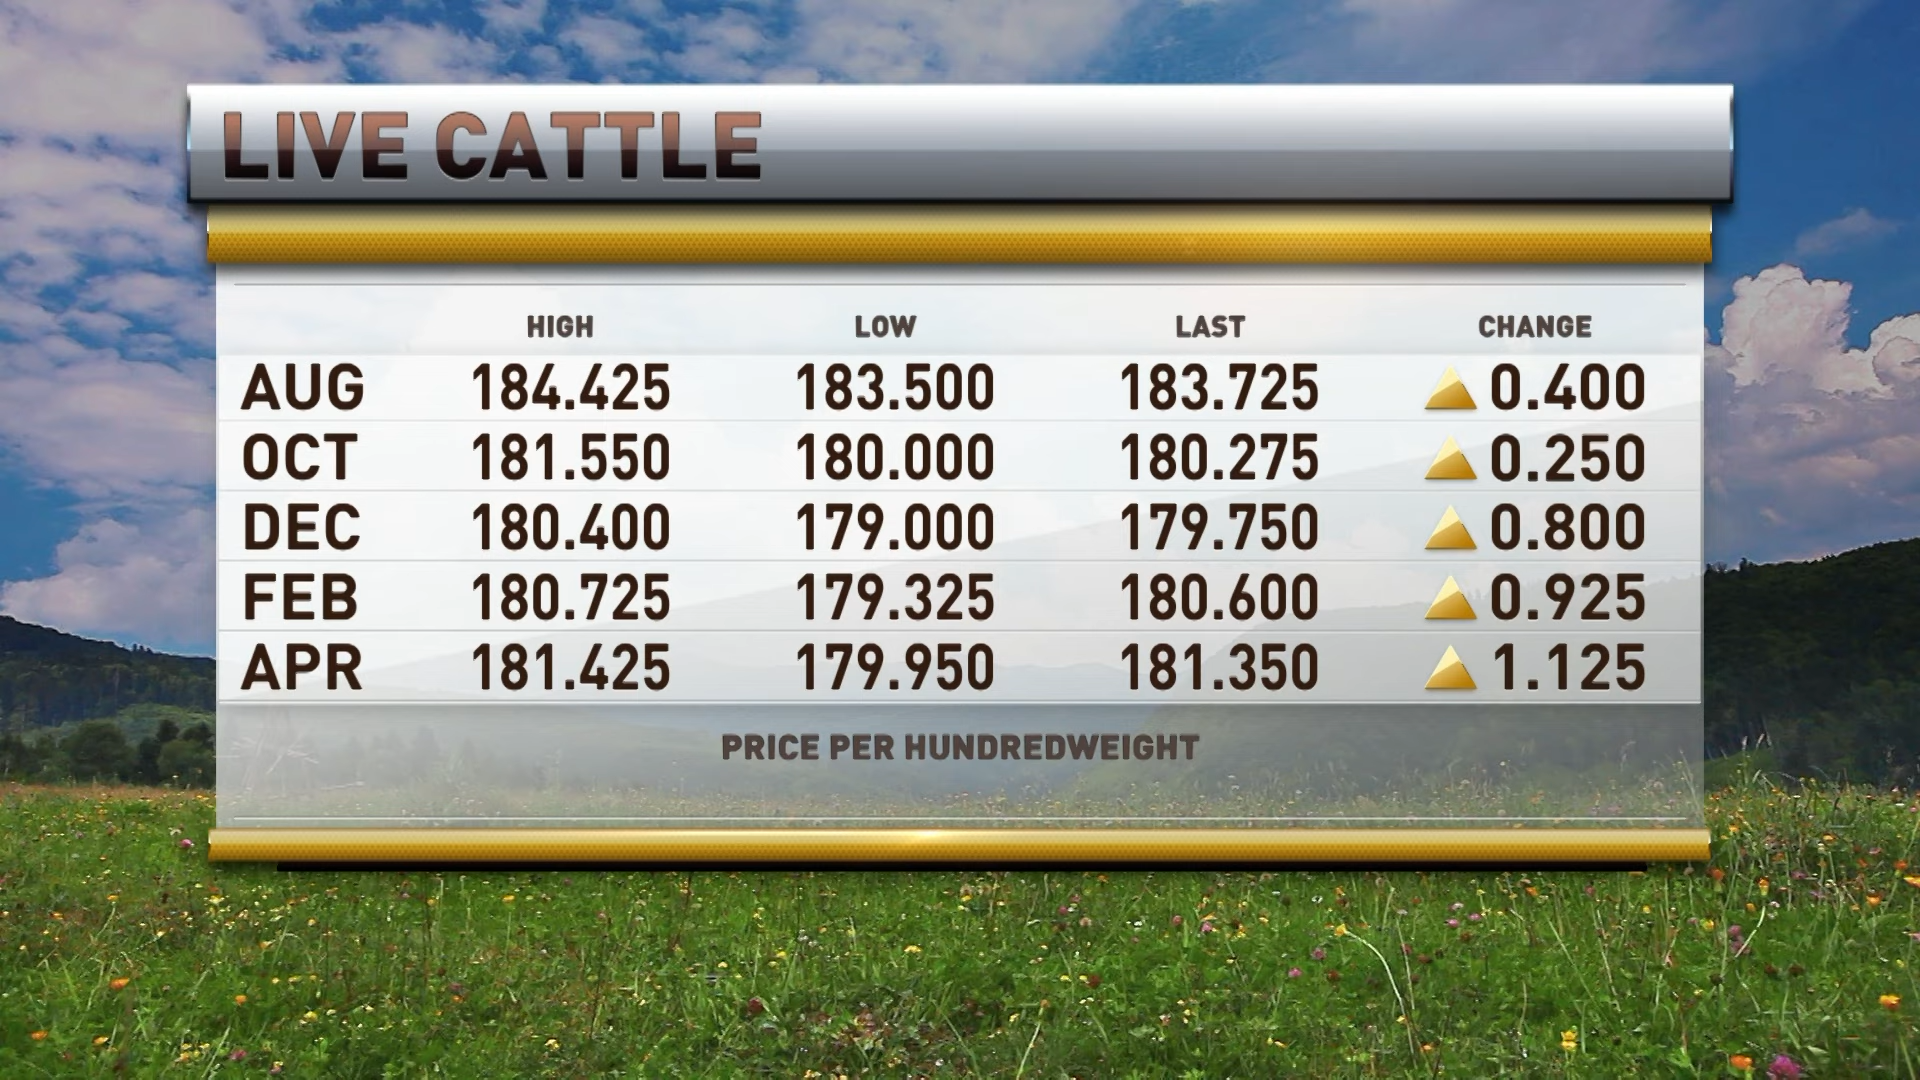 LIVE CATTLE
HIGH LOW LAST CHANGE
AUG 184.425 183.500 183.725 0.400
OCT 181.550 180.000 180.275 0.250
DEC 180.400 179.000 179.750 0.800
FEB 180.725 179.325 180.600 0.925
APR 181.425 179.950 181.350 1.125
PRICE PER HUNDREDWEIGHT